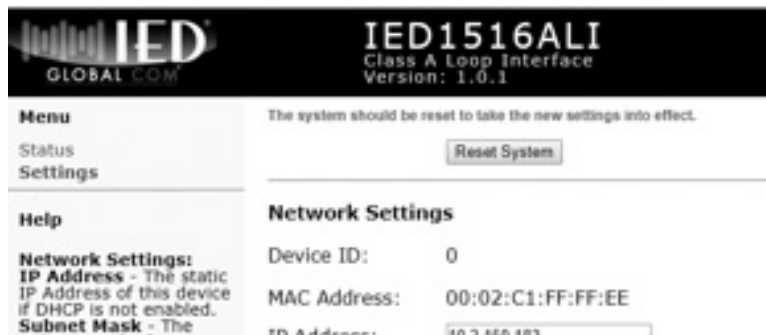 IED
GLOBAL COM
IED1516ALI
Class A Loop Interface
Version: 1.0.1
Menu
Status
Settings
Help
Network Settings:
IP Address - The static
IP Address of this device
if DHCP is not enabled.
Subnet Mask - The
The system should be reset to take the new settings into effect.
Reset System
Network Settings
Device ID: 0
MAC Address: 00:02:C1:FF:FF:EE
IP Address: